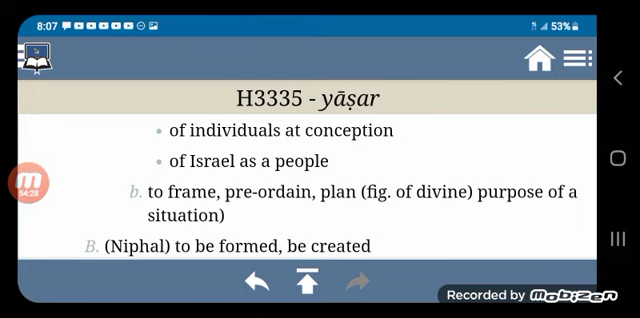 8:07
53%
H3335 - yāṣar
of individuals at conception
of Israel as a people
b. to frame, pre-ordain, plan (fig. of divine) purpose of a
situation)
B. (Niphal) to be formed, be created
54:28
Recorded by Mobizen